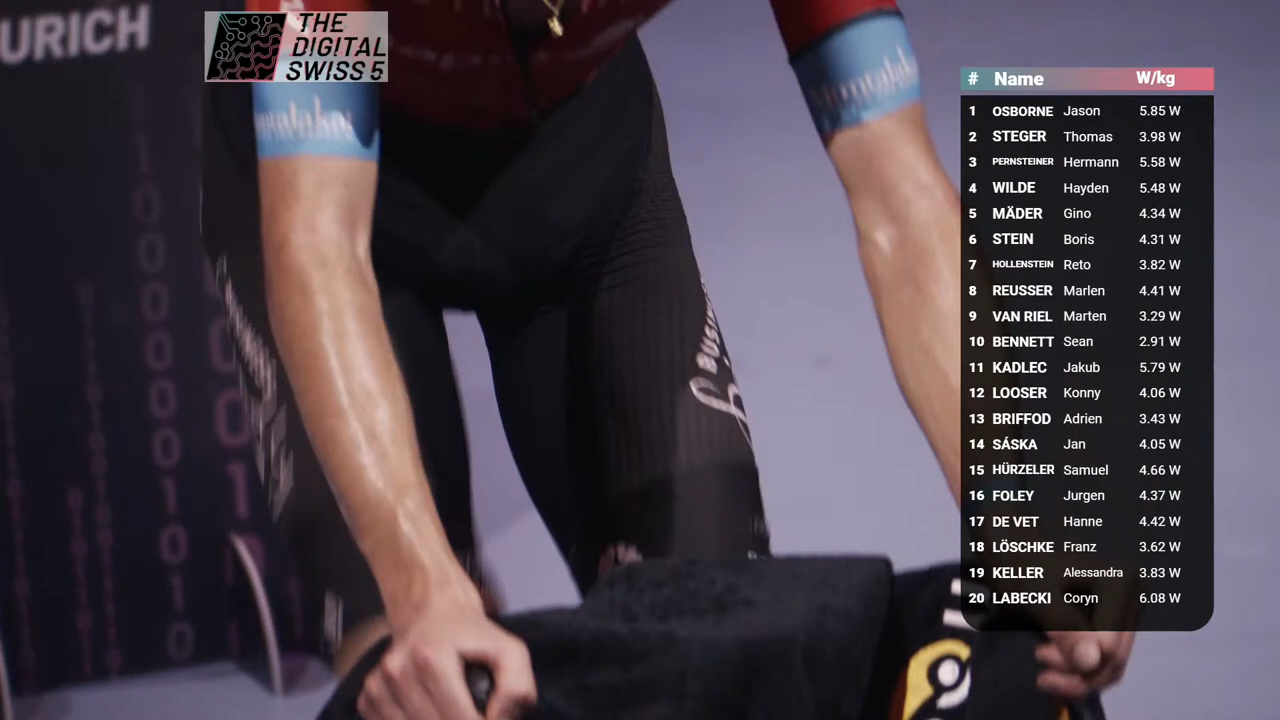 URICH
THE
DIGITAL
SWISS 5
# Name W/kg
1 OSBORNE Jason 5.85 W
2 STEGER Thomas 3.98 W
3 PERNSTEINER Hermann 5.58 W
4 WILDE Hayden 5.48 W
5 MÄDER Gino 4.34 W
6 STEIN Boris 4.31 W
7 HOLLENSTEIN Reto 3.82 W
8 REUSSER Marlen 4.41 W
9 VAN RIEL Marten 3.29 W
10 BENNETT Sean 2.91 W
11 KADLEC Jakub 5.79 W
12 LOOSER Konny 4.06 W
13 BRIFFOD Adrien 3.43 W
14 SÁSKA Jan 4.05 W
15 HÜRZELER Samuel 4.66 W
16 FOLEY Jurgen 4.37 W
17 DE VET Hanne 4.42 W
18 LÖSCHKE Franz 3.62 W
19 KELLER Alessandra 3.83 W
20 LABECKI Coryn 6.08 W